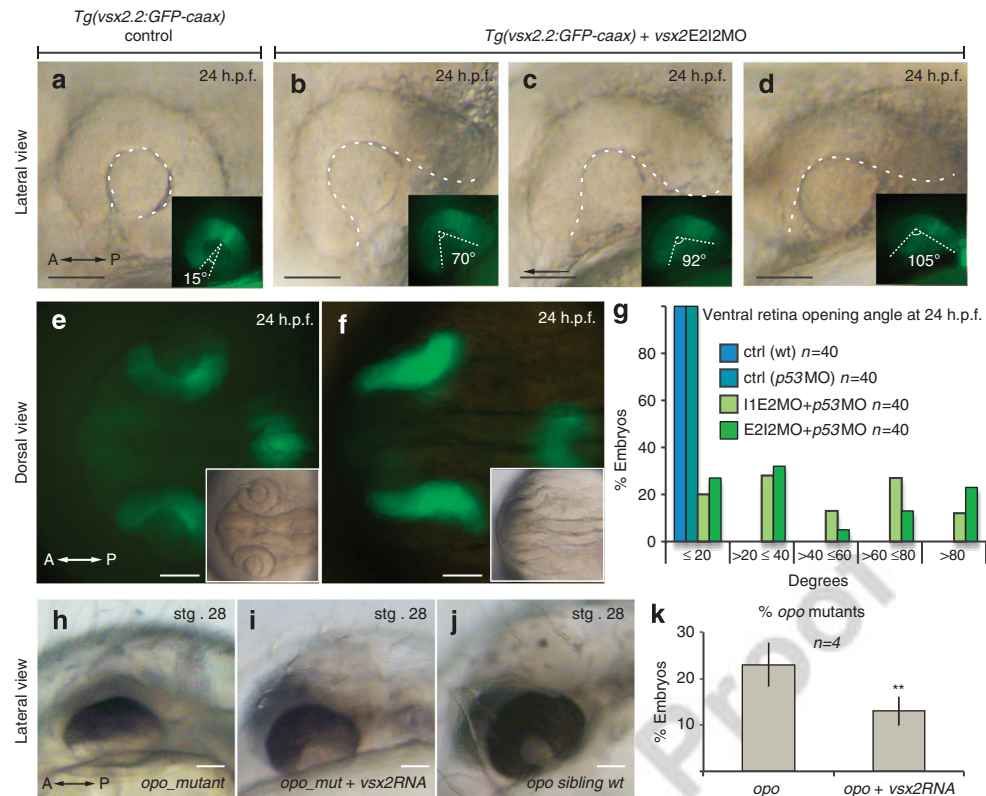 Tg(vsx2.2:GFP-caax)
control
Tg(vsx2.2:GFP-caax) + vsx2E2I2MO
Lateral view
a
24 h.p.f.
A P
15°
b
24 h.p.f.
70°
c
24 h.p.f.
92°
d
24 h.p.f.
105°
Dorsal view
e
24 h.p.f.
A P
f
24 h.p.f.
g
Ventral retina opening angle at 24 h.p.f.
ctrl (wt) n=40
ctrl (p53MO) n=40
I1E2MO+p53MO n=40
E2I2MO+p53MO n=40
% Embryos
80
60
40
20
0
≤ 20
>20 ≤ 40
>40 ≤60
>60 ≤80
>80
Degrees
Lateral view
h
stg . 28
A P
opo_mutant
i
stg . 28
opo_mut + vsx2RNA
j
stg . 28
opo sibling wt
k
% opo mutants
n=4
% Embryos
30
20
10
**
opo
opo + vsx2RNA
Proof